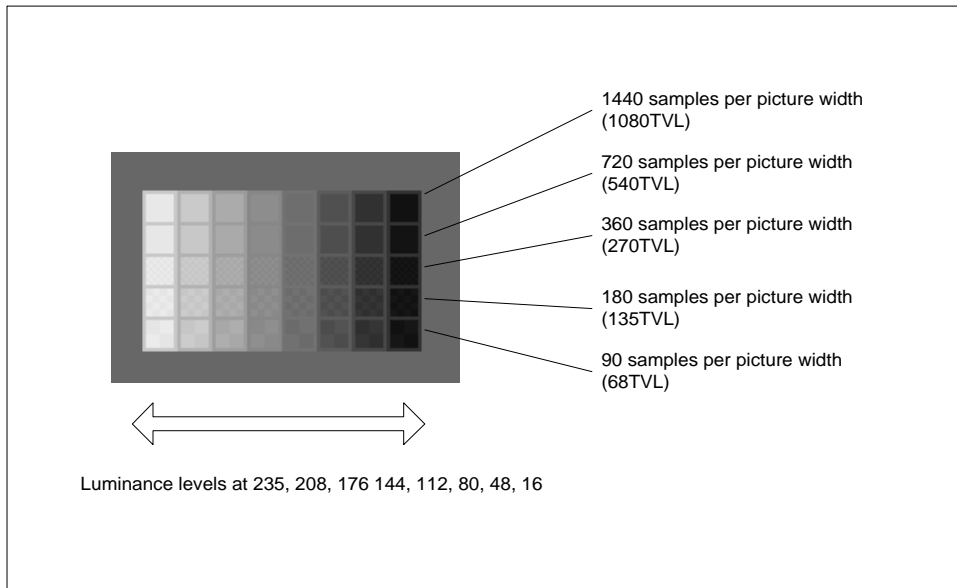 1440 samples per picture width
(1080TVL)
720 samples per picture width
(540TVL)
360 samples per picture width
(270TVL)
180 samples per picture width
(135TVL)
90 samples per picture width
(68TVL)
Luminance levels at 235, 208, 176 144, 112, 80, 48, 16